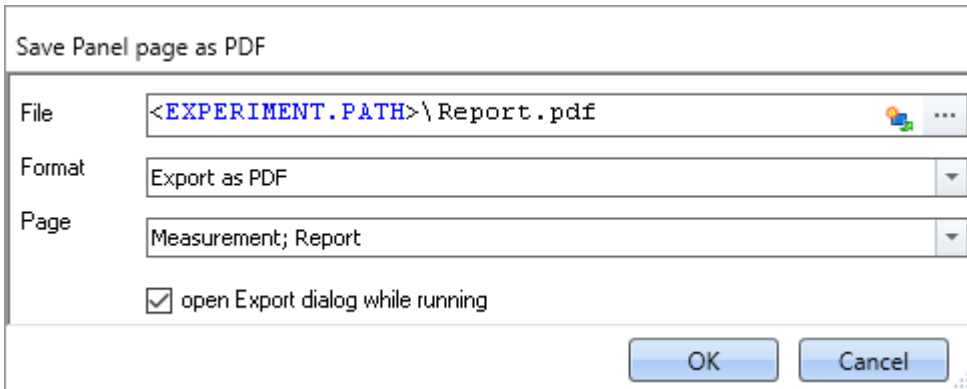 Save Panel page as PDF
File <EXPERIMENT.PATH>\Report.pdf ...
Format Export as PDF
Page Measurement; Report
open Export dialog while running
OK Cancel